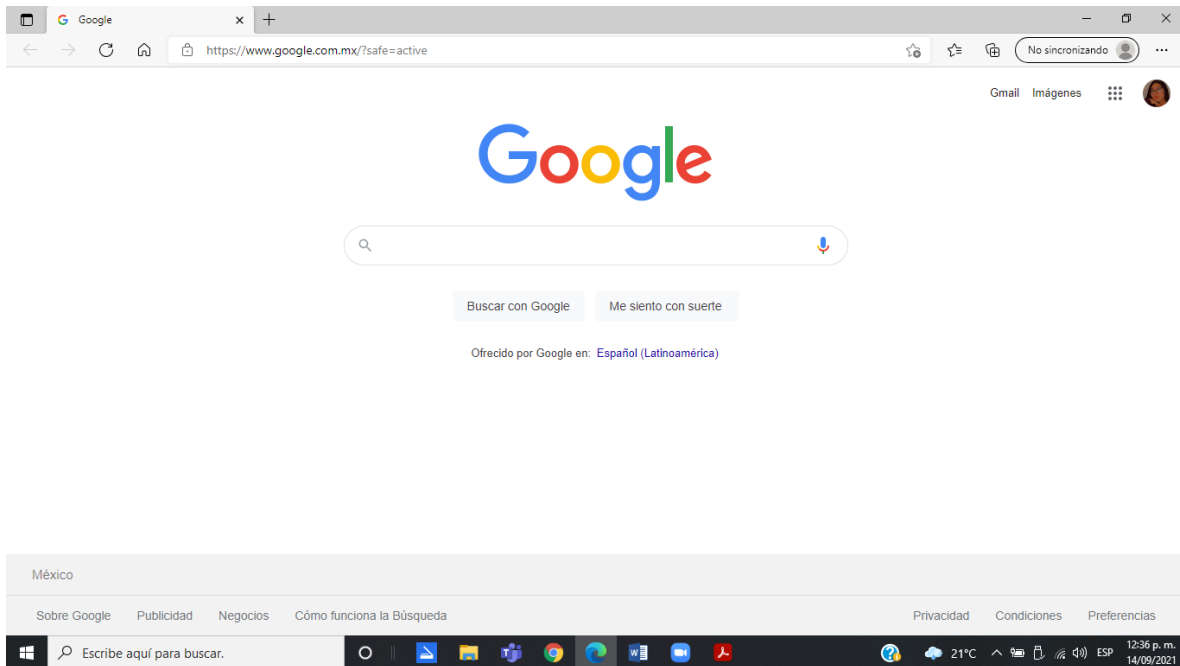 Google
https://www.google.com.mx/?safe=active
No sincronizando
Gmail Imágenes
Google
Buscar con Google Me siento con suerte
Ofrecido por Google en: Español (Latinoamérica)
México
Sobre Google Publicidad Negocios Cómo funciona la Búsqueda Privacidad Condiciones Preferencias
Escribe aquí para buscar.
21°C ESP 12:36 p. m.
14/09/2021